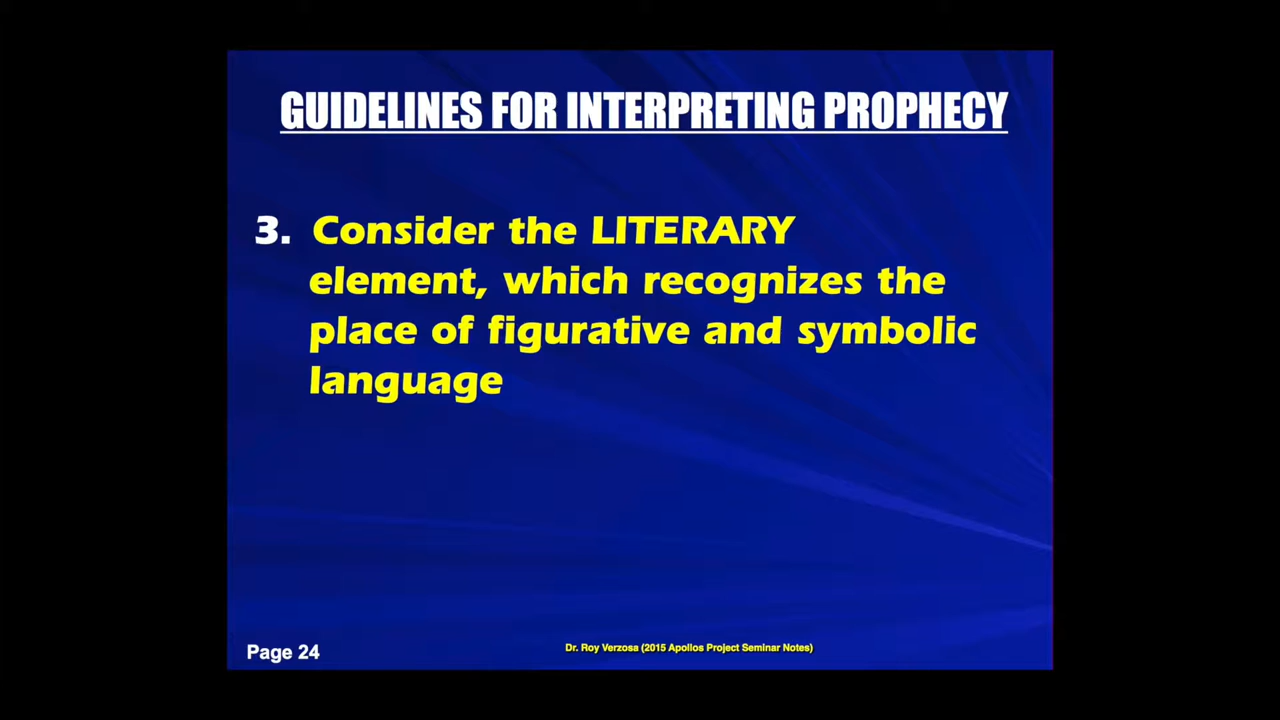 GUIDELINES FOR INTERPRETING PROPHECY
3. Consider the LITERARY
element, which recognizes the
place of figurative and symbolic
language
Page 24
Dr. Roy Verzosa (2015 Apollos Project Seminar Notes)